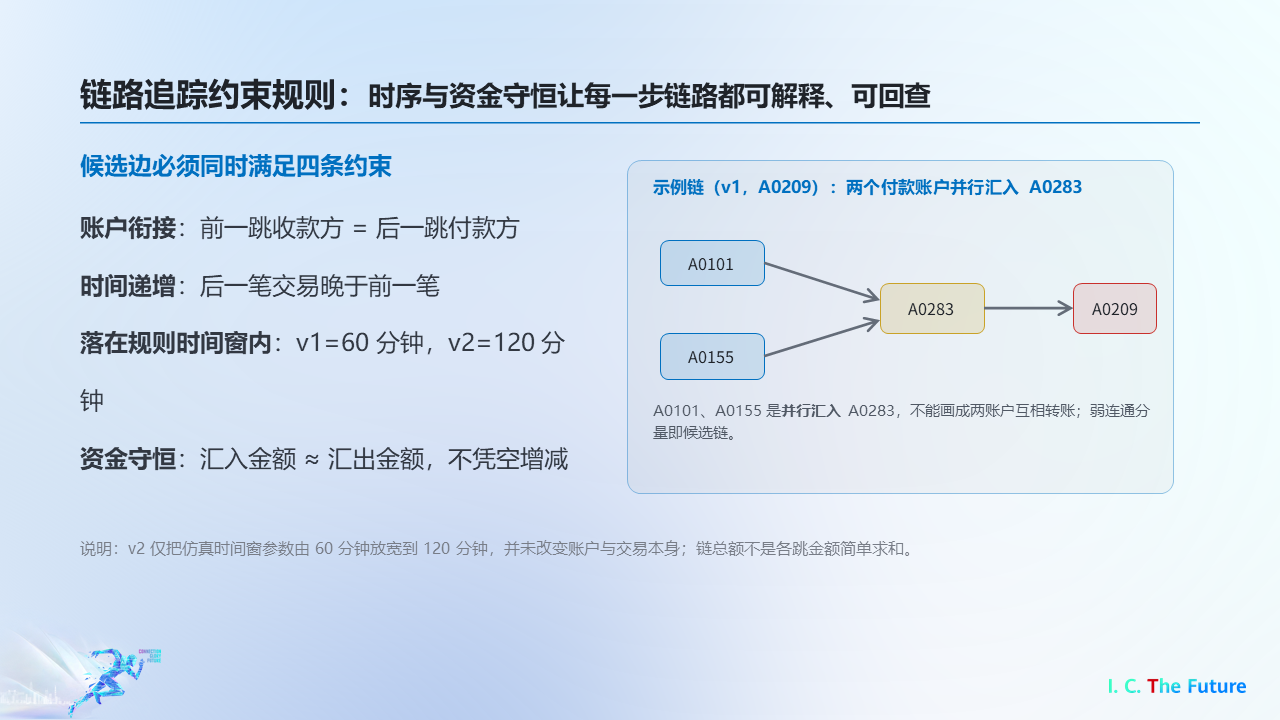 链路追踪约束规则：时序与资金守恒让每一步链路都可解释、可回查
候选边必须同时满足四条约束
账户衔接：前一跳收款方 = 后一跳付款方
时间递增：后一笔交易晚于前一笔
落在规则时间窗内：v1=60 分钟，v2=120 分
钟
资金守恒：汇入金额 ≈ 汇出金额，不凭空增减
示例链（v1，A0209）：两个付款账户并行汇入 A0283
A0101
A0155
A0283
A0209
A0101、A0155 是并行汇入 A0283，不能画成两账户互相转账；弱连通分
量即候选链。
说明：v2 仅把仿真时间窗参数由 60 分钟放宽到 120 分钟，并未改变账户与交易本身；链总额不是各跳金额简单求和。
I. C. The Future